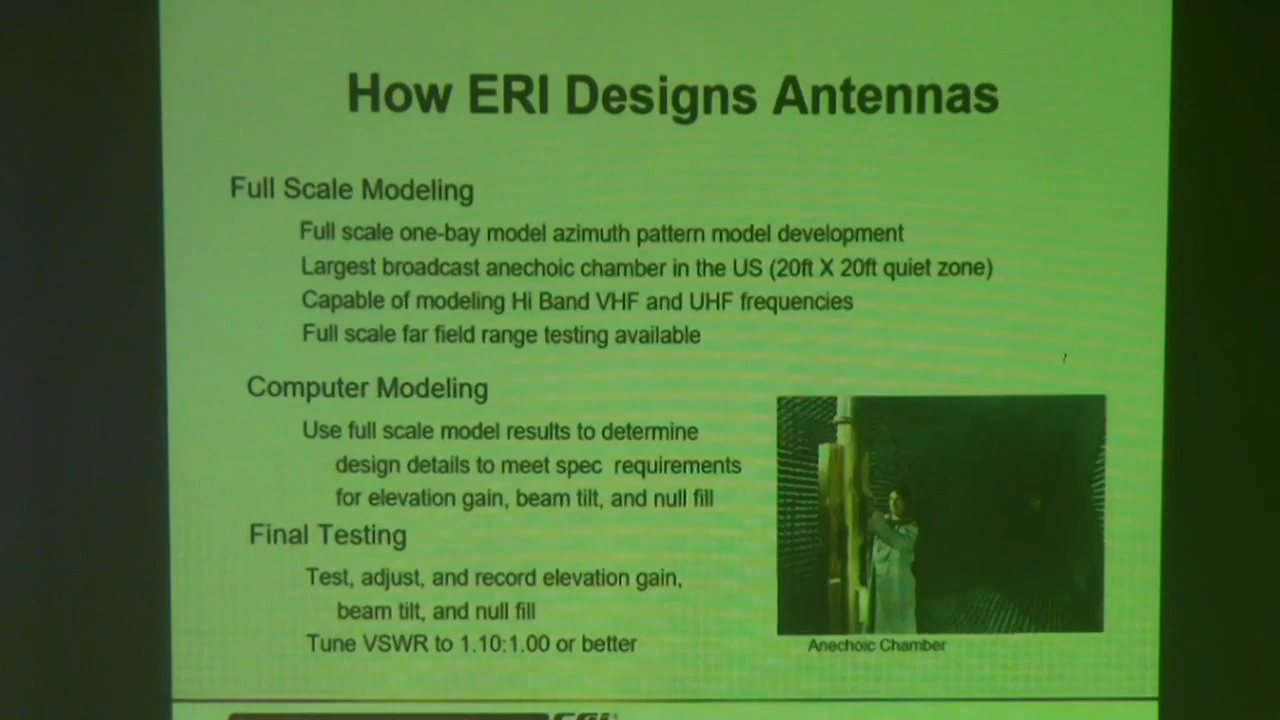 How ERI Designs Antennas
Full Scale Modeling
Full scale one-bay model azimuth pattern model development
Largest broadcast anechoic chamber in the US (20ft X 20ft quiet zone)
Capable of modeling Hi Band VHF and UHF frequencies
Full scale far field range testing available
Computer Modeling
Use full scale model results to determine
design details to meet spec requirements
for elevation gain, beam tilt, and null fill
Final Testing
Test, adjust, and record elevation gain,
beam tilt, and null fill
Tune VSWR to 1.10:1.00 or better
Anechoic Chamber